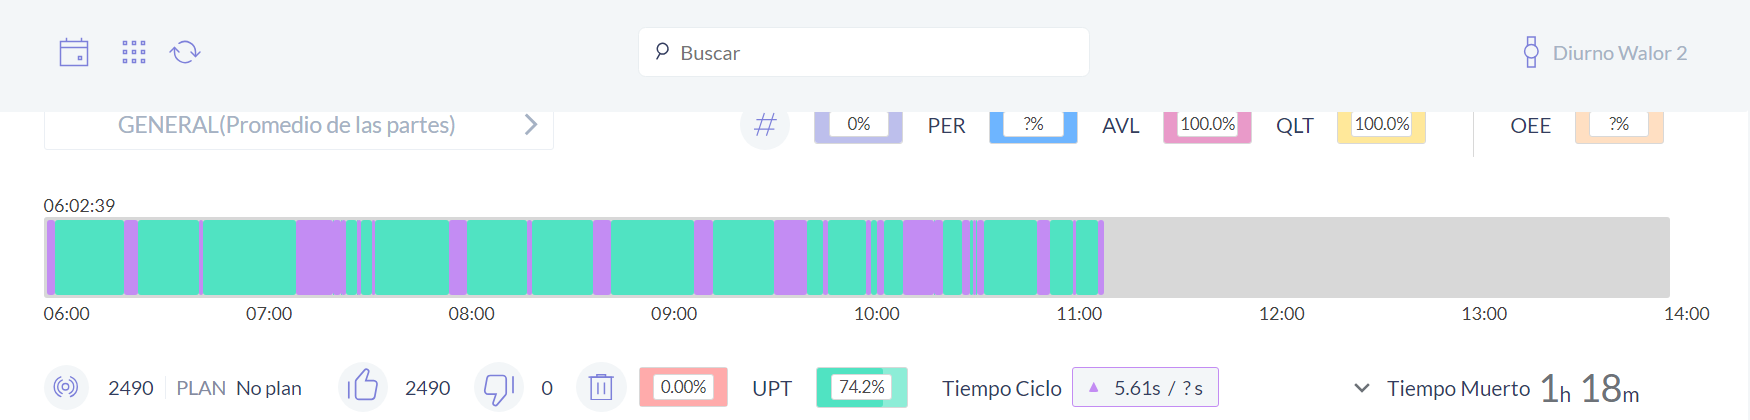 Buscar
Diurno Walor 2
GENERAL(Promedio de las partes)
# 0% PER ?% AVL 100.0% QLT 100.0% OEE ?%
06:02:39
06:00 07:00 08:00 09:00 10:00 11:00 12:00 13:00 14:00
2490 PLAN No plan 2490 0 0.00% UPT 74.2% Tiempo Ciclo 5.61s / ? s Tiempo Muerto 1h 18m